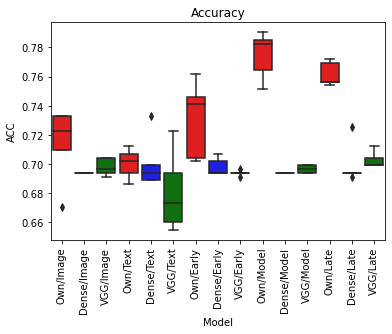 Accuracy
ACC
0.78
0.76
0.74
0.72
0.70
0.68
0.66
Own/Image
Dense/Image
VGG/Image
Own/Text
Dense/Text
VGG/Text
Own/Early
Dense/Early
VGG/Early
Own/Model
Dense/Model
VGG/Model
Own/Late
Dense/Late
VGG/Late
Model